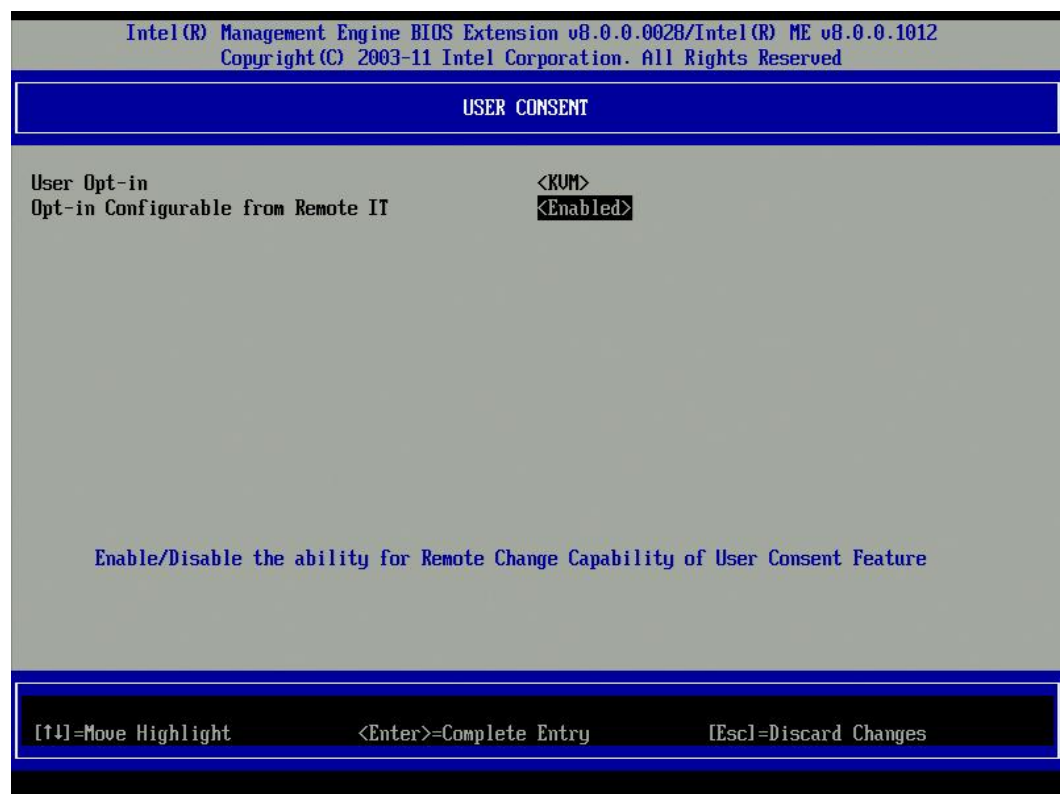 Intel(R) Management Engine BIOS Extension v8.0.0.0028/Intel(R) ME v8.0.0.1012
Copyright(C) 2003-11 Intel Corporation. All Rights Reserved
USER CONSENT
User Opt-in <KVM>
Opt-in Configurable from Remote IT <Enabled>
Enable/Disable the ability for Remote Change Capability of User Consent Feature
[↑↓]=Move Highlight <Enter>=Complete Entry [Esc]=Discard Changes